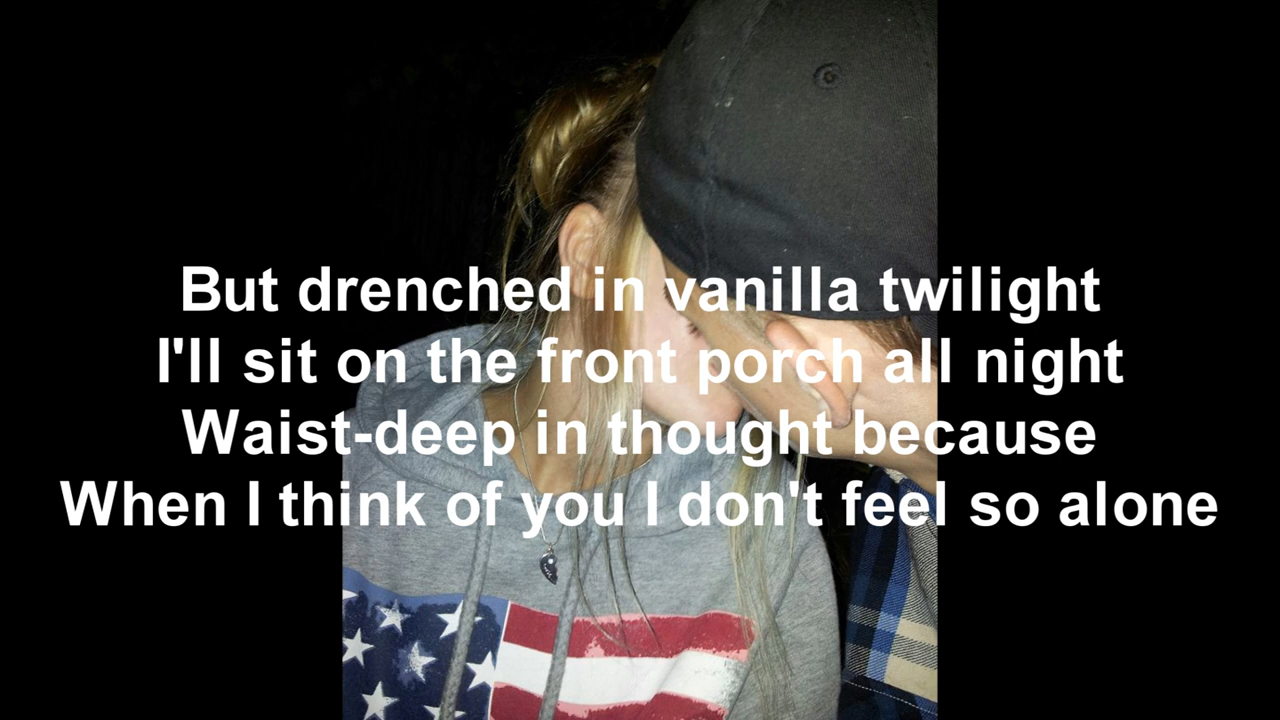 But drenched in vanilla twilight
I'll sit on the front porch all night
Waist-deep in thought because
When I think of you I don't feel so alone